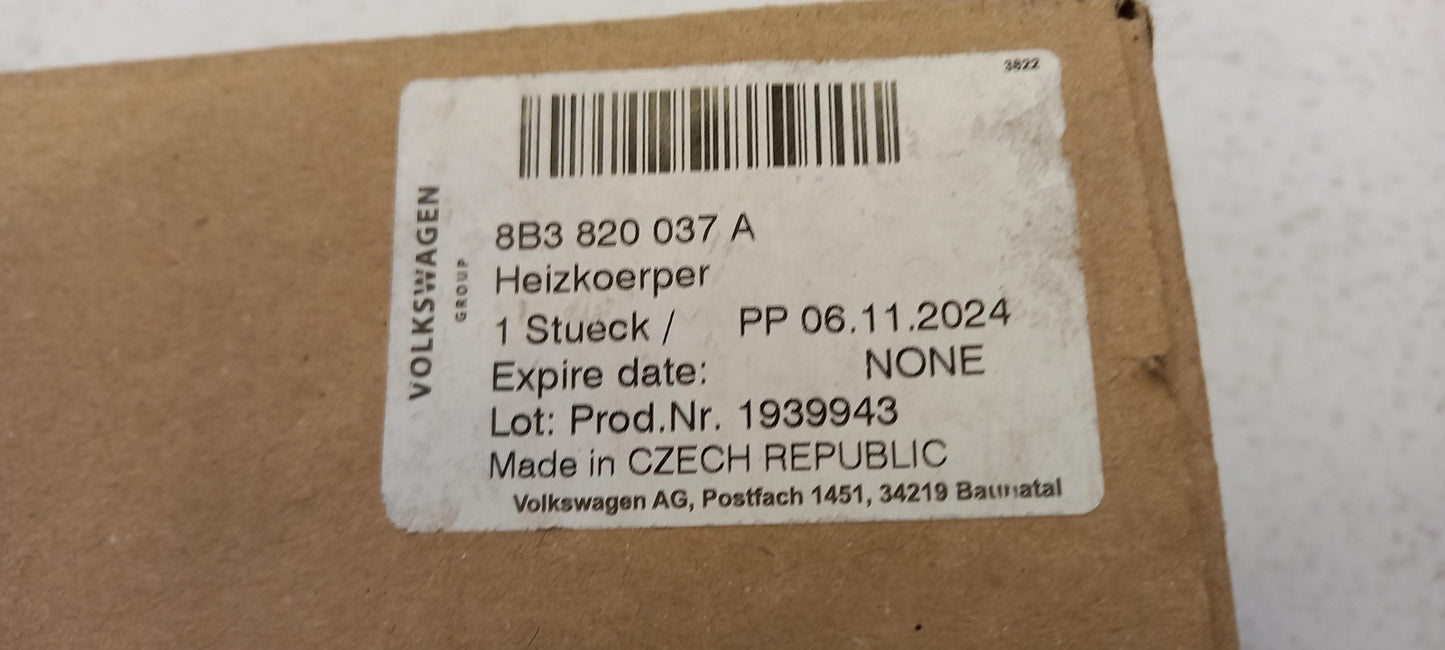 3822
VOLKSWAGEN
GROUP
8B3 820 037 A
Heizkoerper
1 Stueck / PP 06.11.2024
Expire date: NONE
Lot: Prod.Nr. 1939943
Made in CZECH REPUBLIC
Volkswagen AG, Postfach 1451, 34219 Baunatal